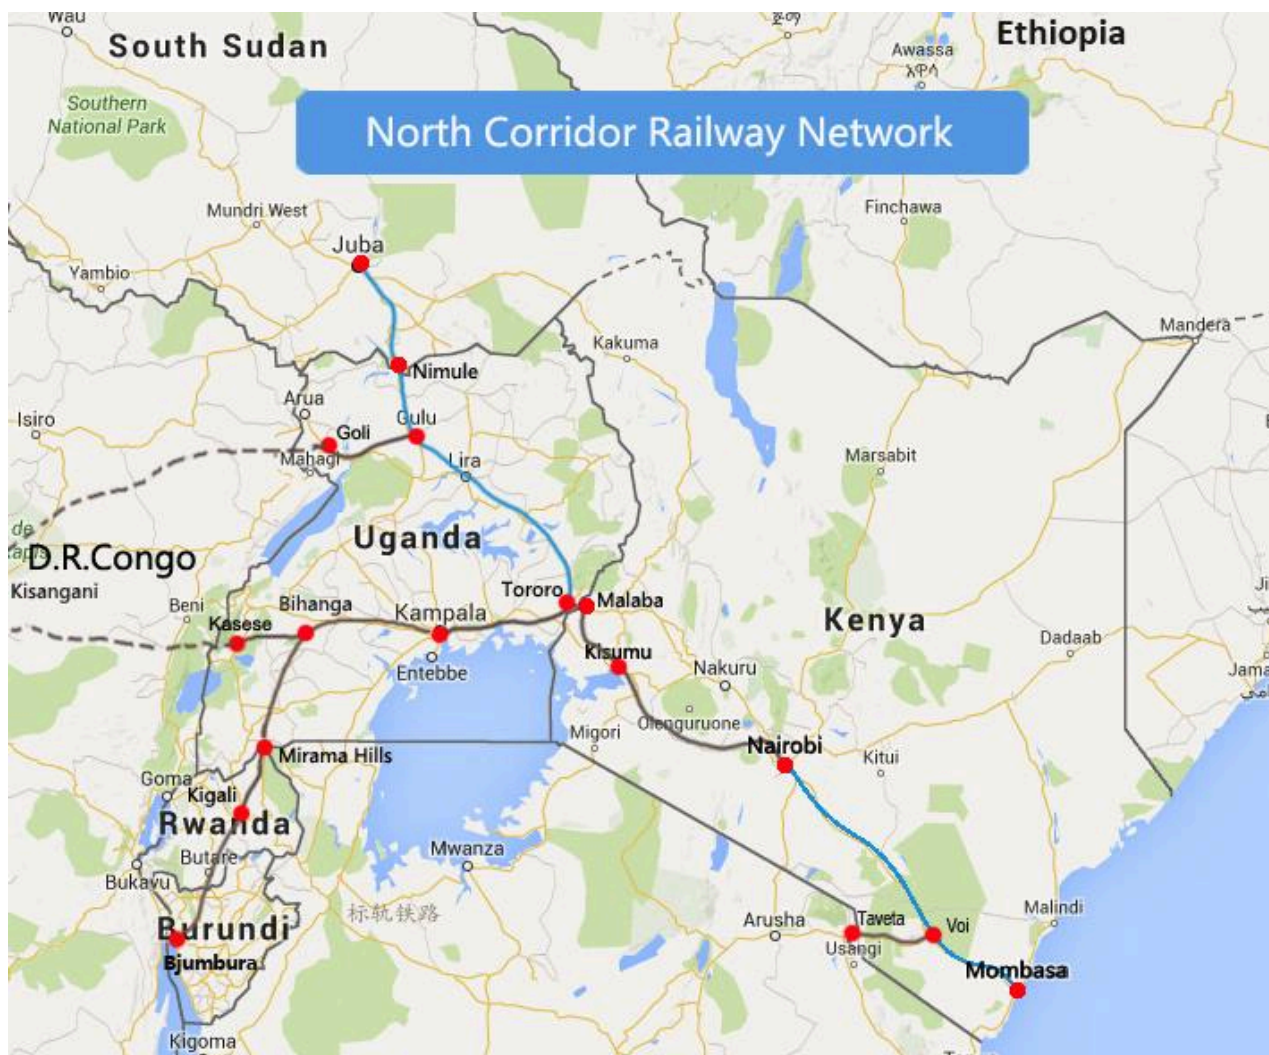 Wau
South Sudan
Ethiopia
Awassa
አዋሳ
Southern
National Park
North Corridor Railway Network
Mundri West
Finchawa
Juba
Yambio
Mandera
Kakuma
Nimule
Arua
Gulu
Isiro
Goli
Mahagi
Lira
Marsabit
de
Uganda
D.R.Congo
Kisangani
Beni
Bihanga
Kampala
Tororo
Malaba
Kenya
Dadaab
Kasese
Entebbe
Kisumu
Nakuru
Olenguruone
Migori
Nairobi
Kitui
Mirama Hills
Goma
Kigali
Rwanda
Butare
Bukavu
Mwanza
标轨铁路
Arusha
Taveta
Voi
Malindi
Usangi
Burundi
Bjumbura
Mombasa
Kigoma